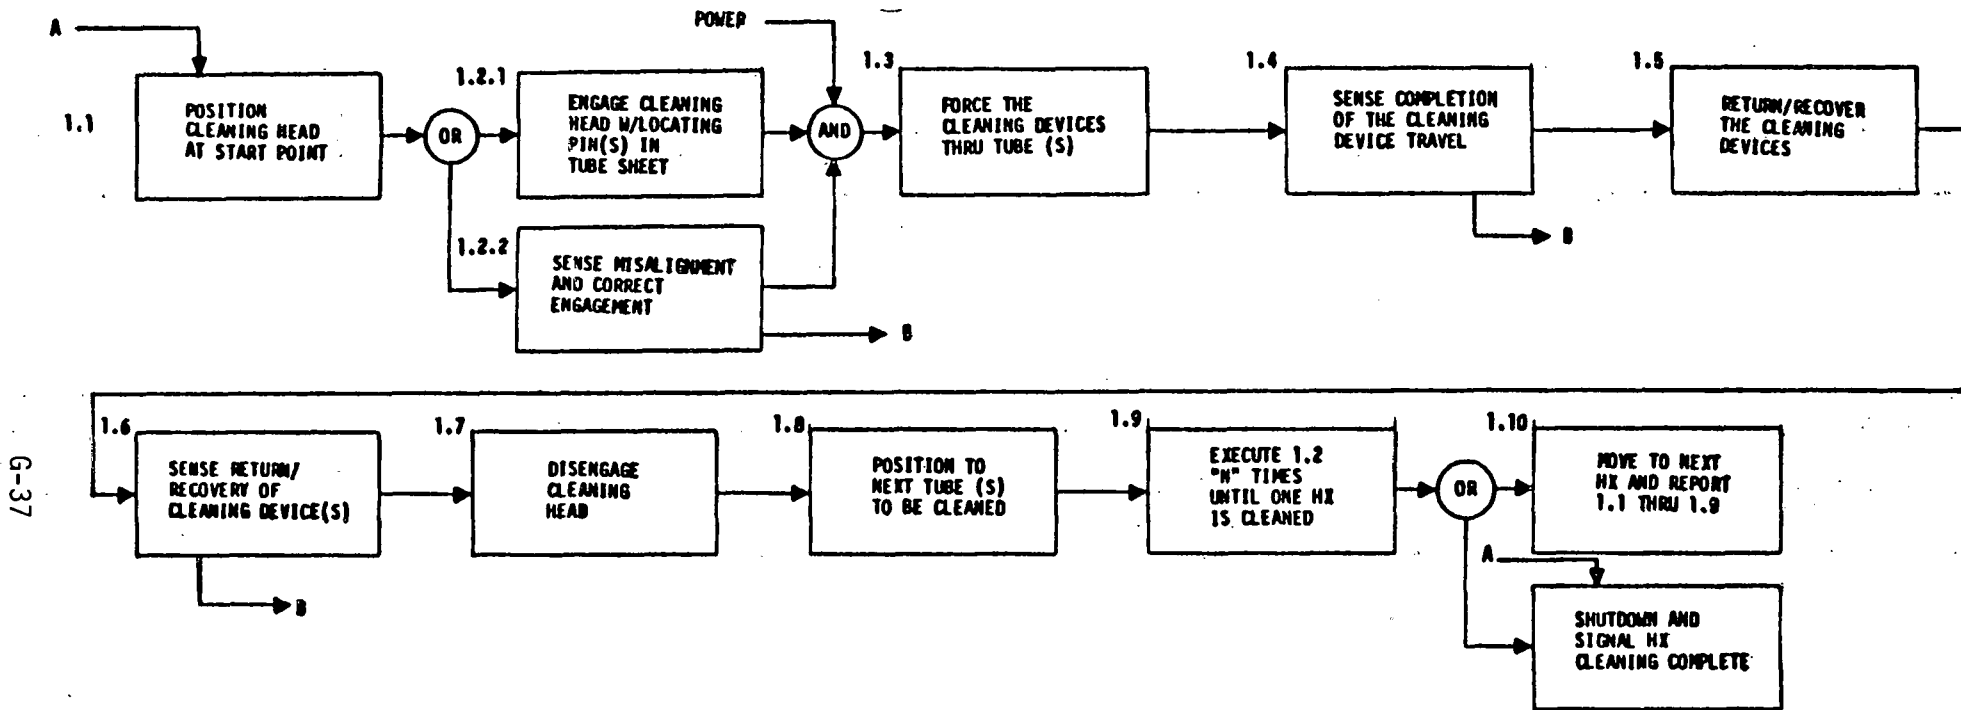 A
POWER
1.1
POSITION
CLEANING HEAD
AT START POINT
OR
1.2.1
ENGAGE CLEANING
HEAD W/LOCATING
PIN(S) IN
TUBE SHEET
1.2.2
SENSE MISALIGNMENT
AND CORRECT
ENGAGEMENT
B
AND
1.3
FORCE THE
CLEANING DEVICES
THRU TUBE (S)
1.4
SENSE COMPLETION
OF THE CLEANING
DEVICE TRAVEL
B
1.5
RETURN/RECOVER
THE CLEANING
DEVICES
1.6
SENSE RETURN/
RECOVERY OF
CLEANING DEVICE(S)
B
1.7
DISENGAGE
CLEANING
HEAD
1.8
POSITION TO
NEXT TUBE (S)
TO BE CLEANED
1.9
EXECUTE 1.2
"N" TIMES
UNTIL ONE HX
IS CLEANED
OR
1.10
MOVE TO NEXT
HX AND REPORT
1.1 THRU 1.9
A
SHUTDOWN AND
SIGNAL HX
CLEANING COMPLETE
G-37